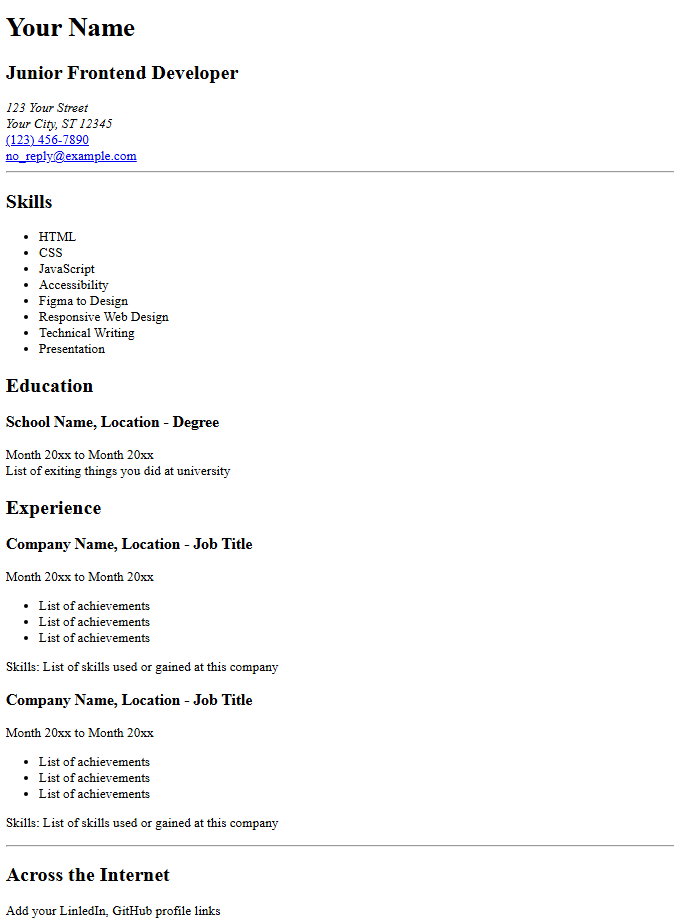 Your Name
Junior Frontend Developer
123 Your Street
Your City, ST 12345
(123) 456-7890
no_reply@example.com
Skills
HTML
CSS
JavaScript
Accessibility
Figma to Design
Responsive Web Design
Technical Writing
Presentation
Education
School Name, Location - Degree
Month 20xx to Month 20xx
List of exiting things you did at university
Experience
Company Name, Location - Job Title
Month 20xx to Month 20xx
List of achievements
List of achievements
List of achievements
Skills: List of skills used or gained at this company
Company Name, Location - Job Title
Month 20xx to Month 20xx
List of achievements
List of achievements
List of achievements
Skills: List of skills used or gained at this company
Across the Internet
Add your LinledIn, GitHub profile links